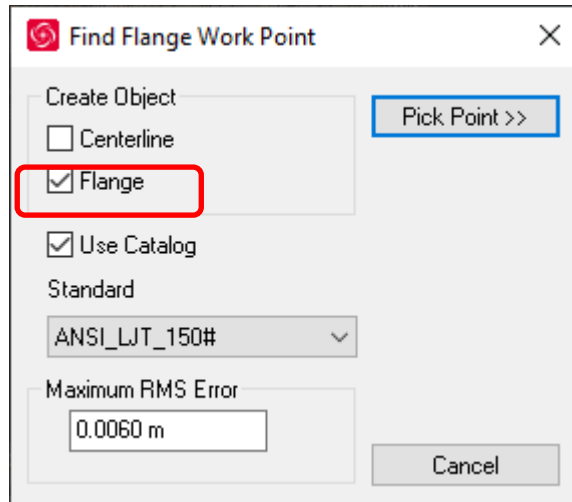 Find Flange Work Point
Create Object
Centerline
Flange
Pick Point >>
Use Catalog
Standard
ANSI_LJT_150#
Maximum RMS Error
0.0060 m
Cancel